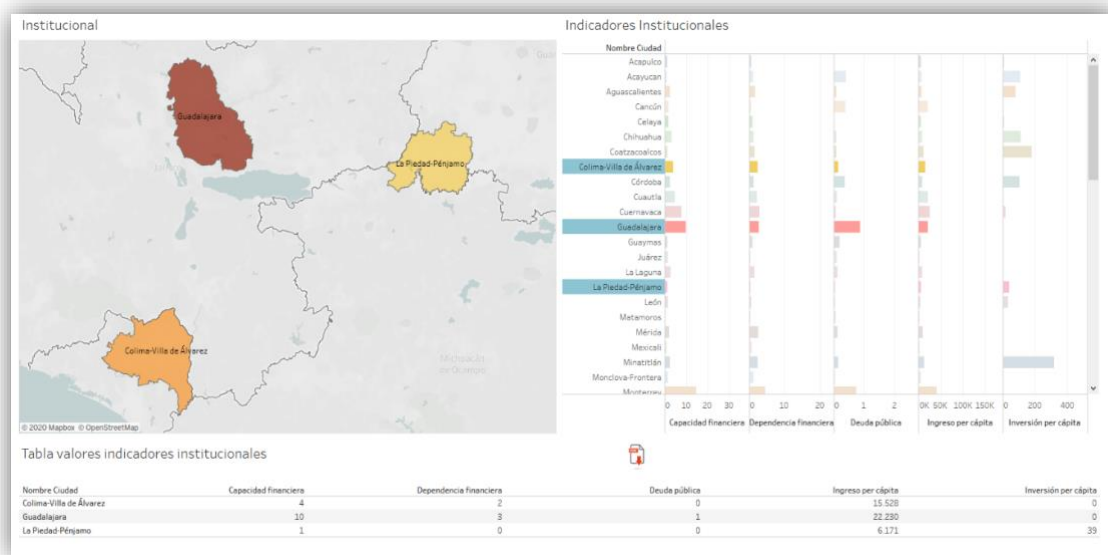 Institucional
Guadalajara
La Piedad-Pénjamo
Colima-Villa de Álvarez
Michoacán
de Ocampo
© 2020 Mapbox © OpenStreetMap
Indicadores Institucionales
Nombre Ciudad
Acapulco
Acayucan
Aguascalientes
Cancún
Celaya
Chihuahua
Coatzacoalcos
Colima-Villa de Álvarez
Córdoba
Cuautla
Cuernavaca
Guadalajara
Guaymas
Juárez
La Laguna
La Piedad-Pénjamo
León
Matamoros
Mérida
Mexicali
Minatitlán
Monclova-Frontera
Monterrey
0 10 20 30 0 10 20 0 1 2 0K 50K 100K 150K 0 200 400
Capacidad financiera Dependencia financiera Deuda pública Ingreso per cápita Inversión per cápita
Tabla valores indicadores institucionales
Nombre Ciudad Capacidad financiera Dependencia financiera Deuda pública Ingreso per cápita Inversión per cápita
Colima-Villa de Álvarez 4 2 0 15.528 0
Guadalajara 10 3 1 22.230 0
La Piedad-Pénjamo 1 0 0 6.171 39